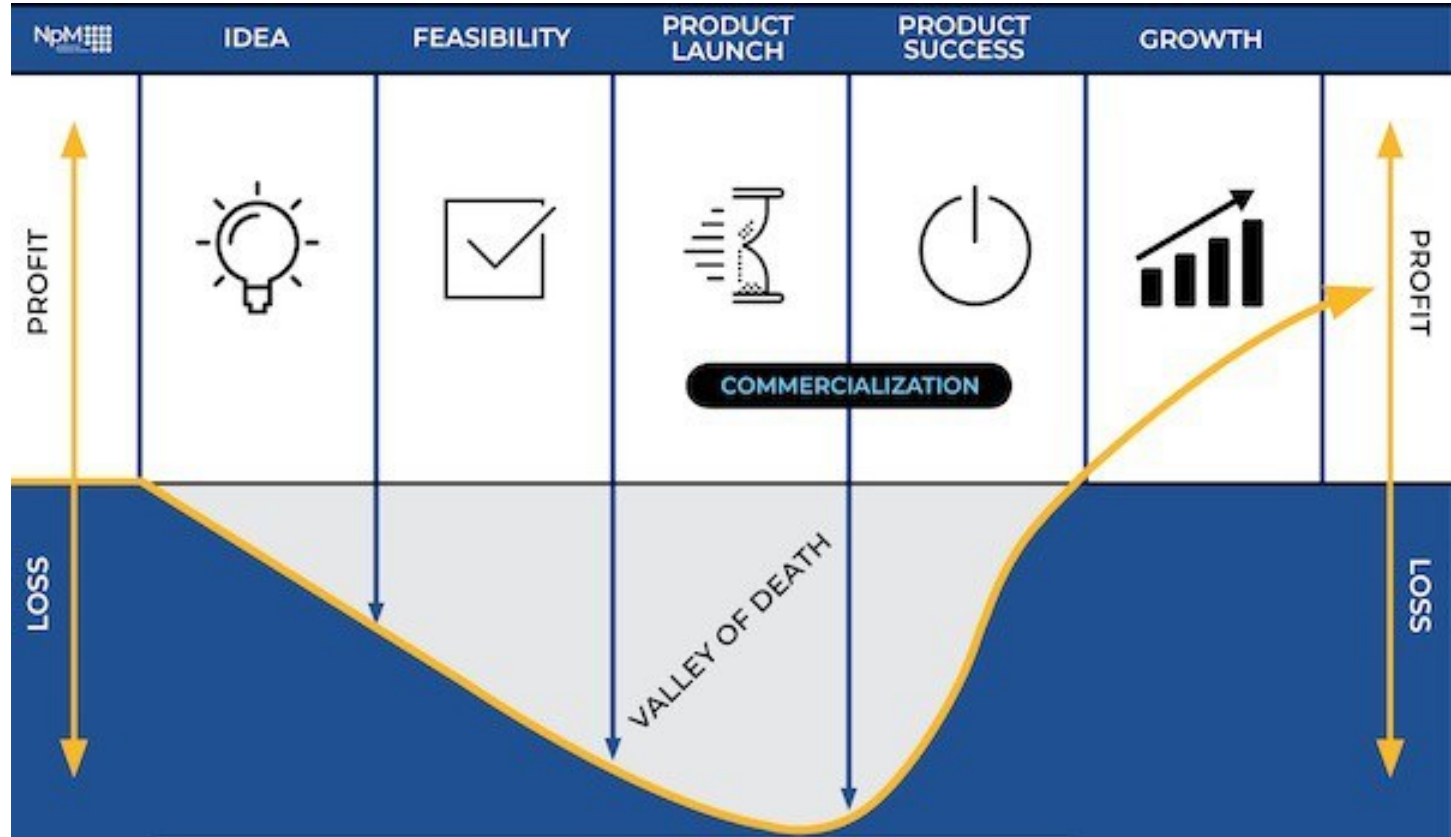 NpM
IDEA
FEASIBILITY
PRODUCT
LAUNCH
PRODUCT
SUCCESS
GROWTH
PROFIT
PROFIT
COMMERCIALIZATION
LOSS
VALLEY OF DEATH
LOSS